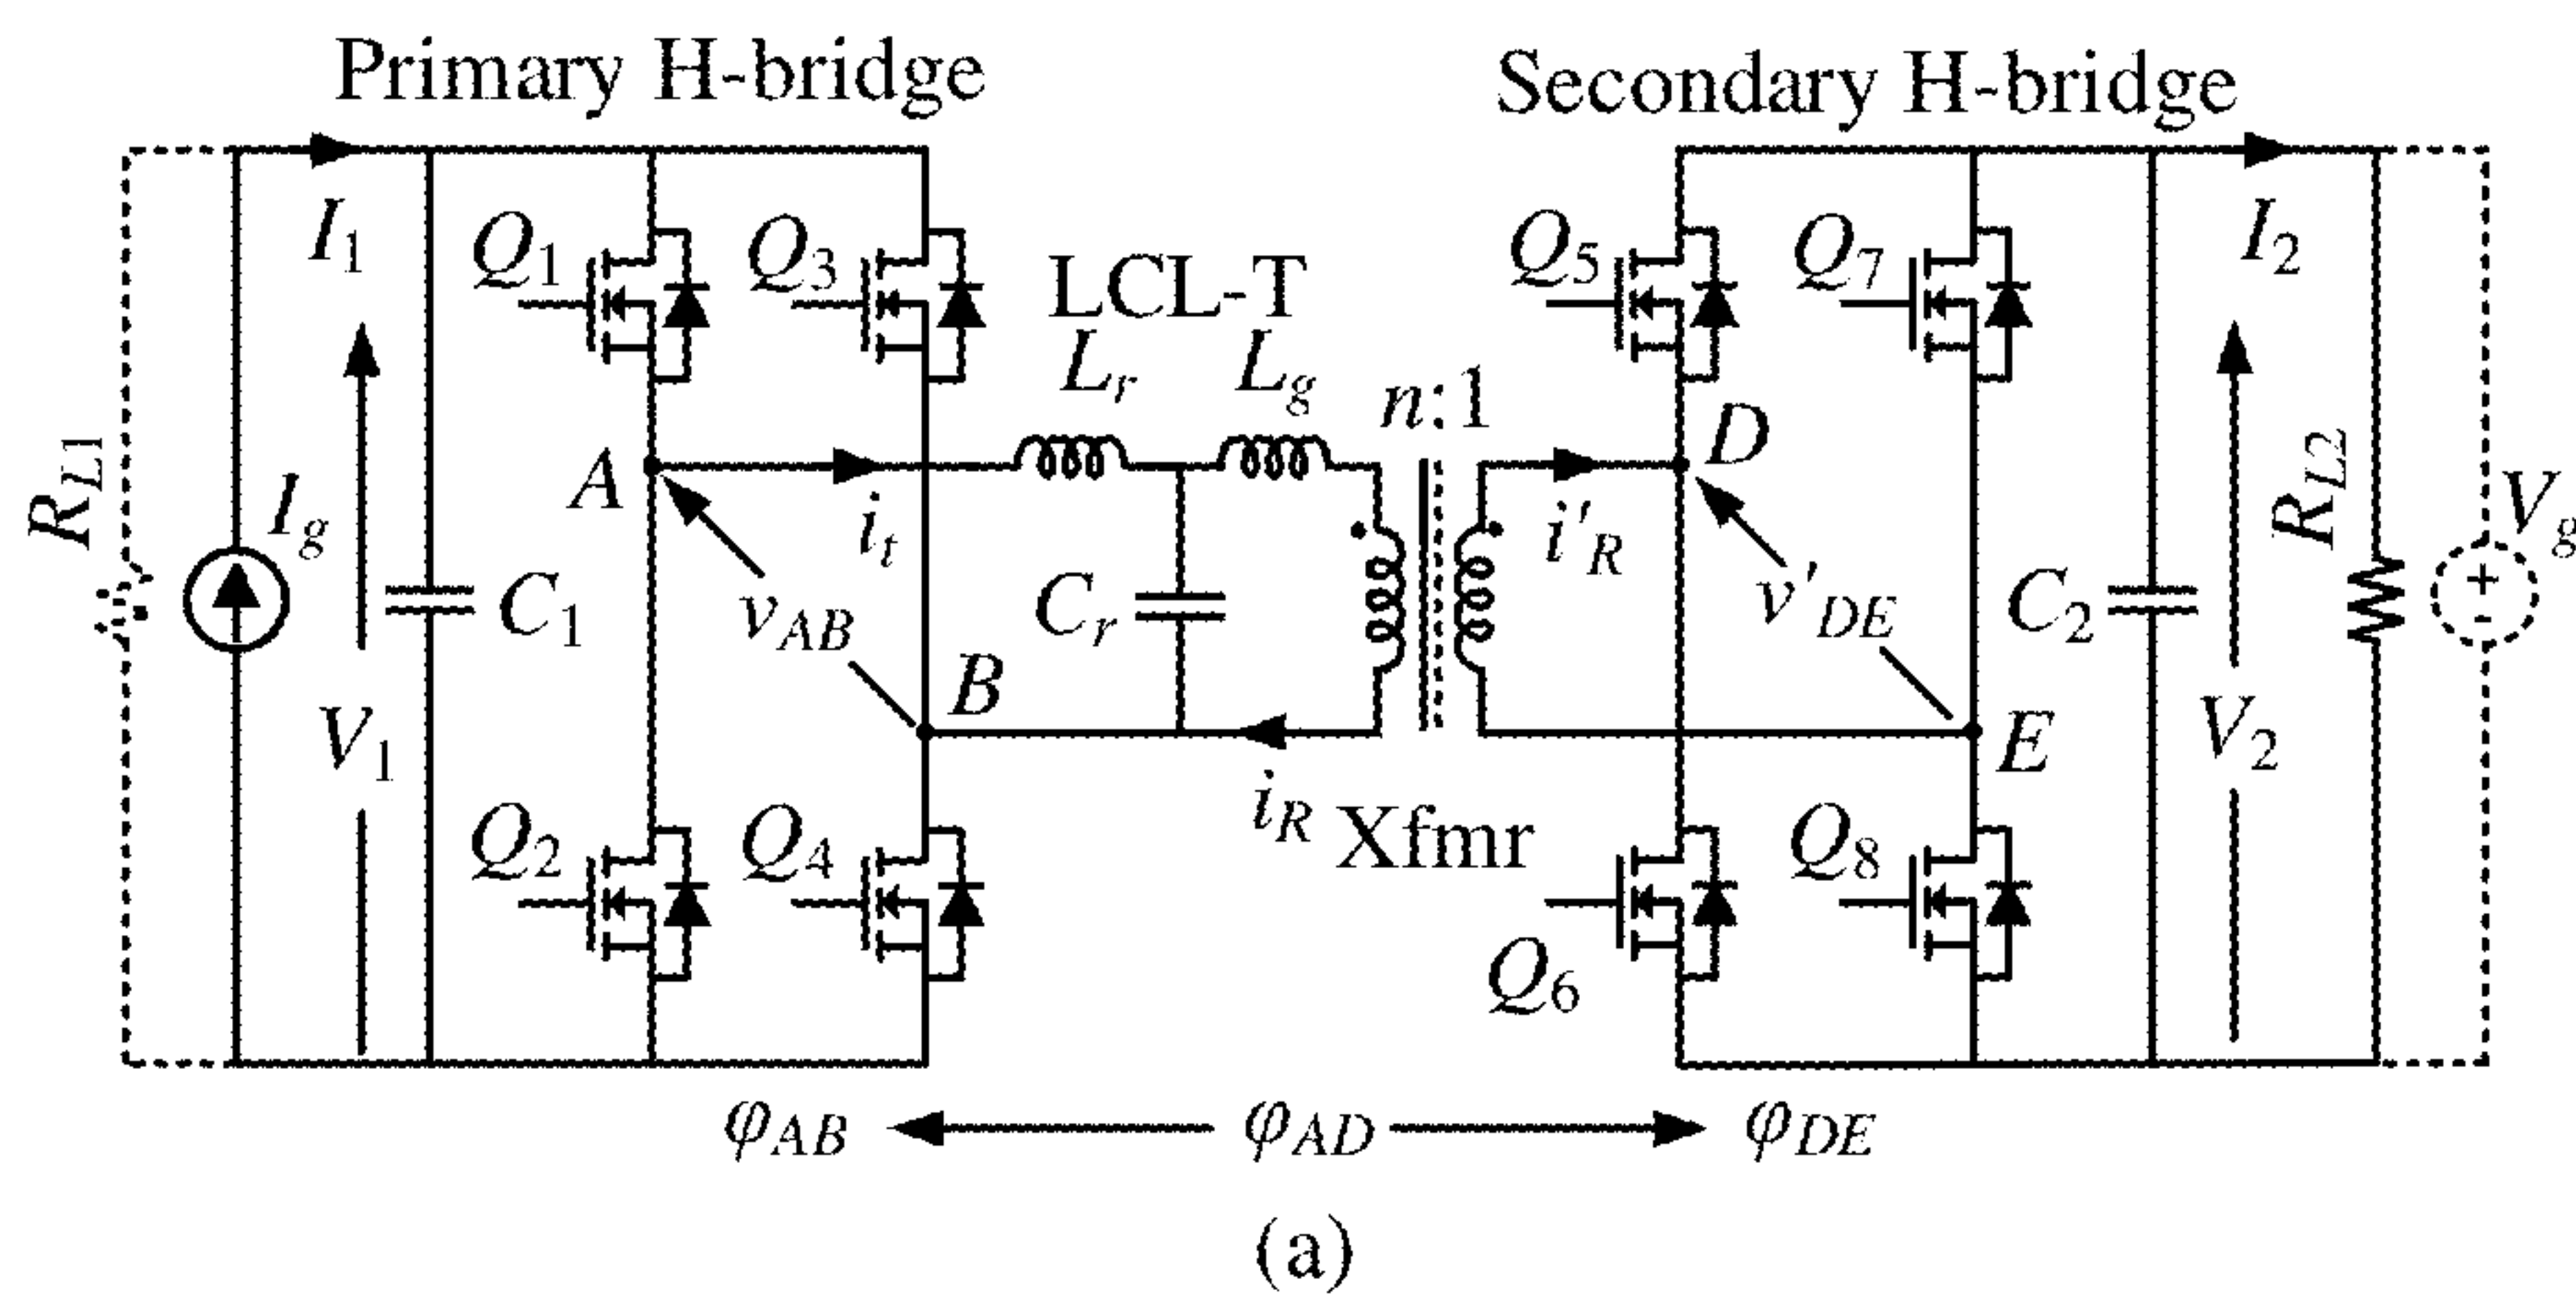 Primary H-bridge
Secondary H-bridge
I1
Q1
Q3
LCL-T
Lr
Lg
n:1
Q5
Q7
I2
RL1
Ig
A
it
D
i'R
RL2
Vg
C1
vAB
Cr
v'DE
C2
+
-
V1
B
E
V2
Q2
Q4
iR
Xfmr
Q6
Q8
φAB
φAD
φDE
(a)